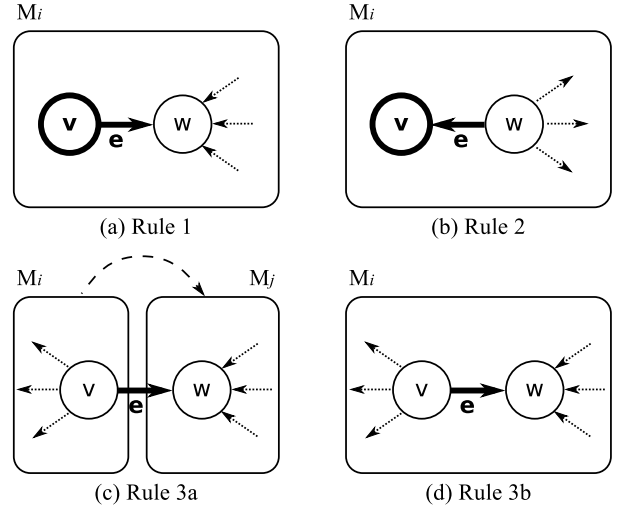 Mi Mi
v e w v e w
(a) Rule 1 (b) Rule 2
Mi Mj Mi
v e w v e w
(c) Rule 3a (d) Rule 3b